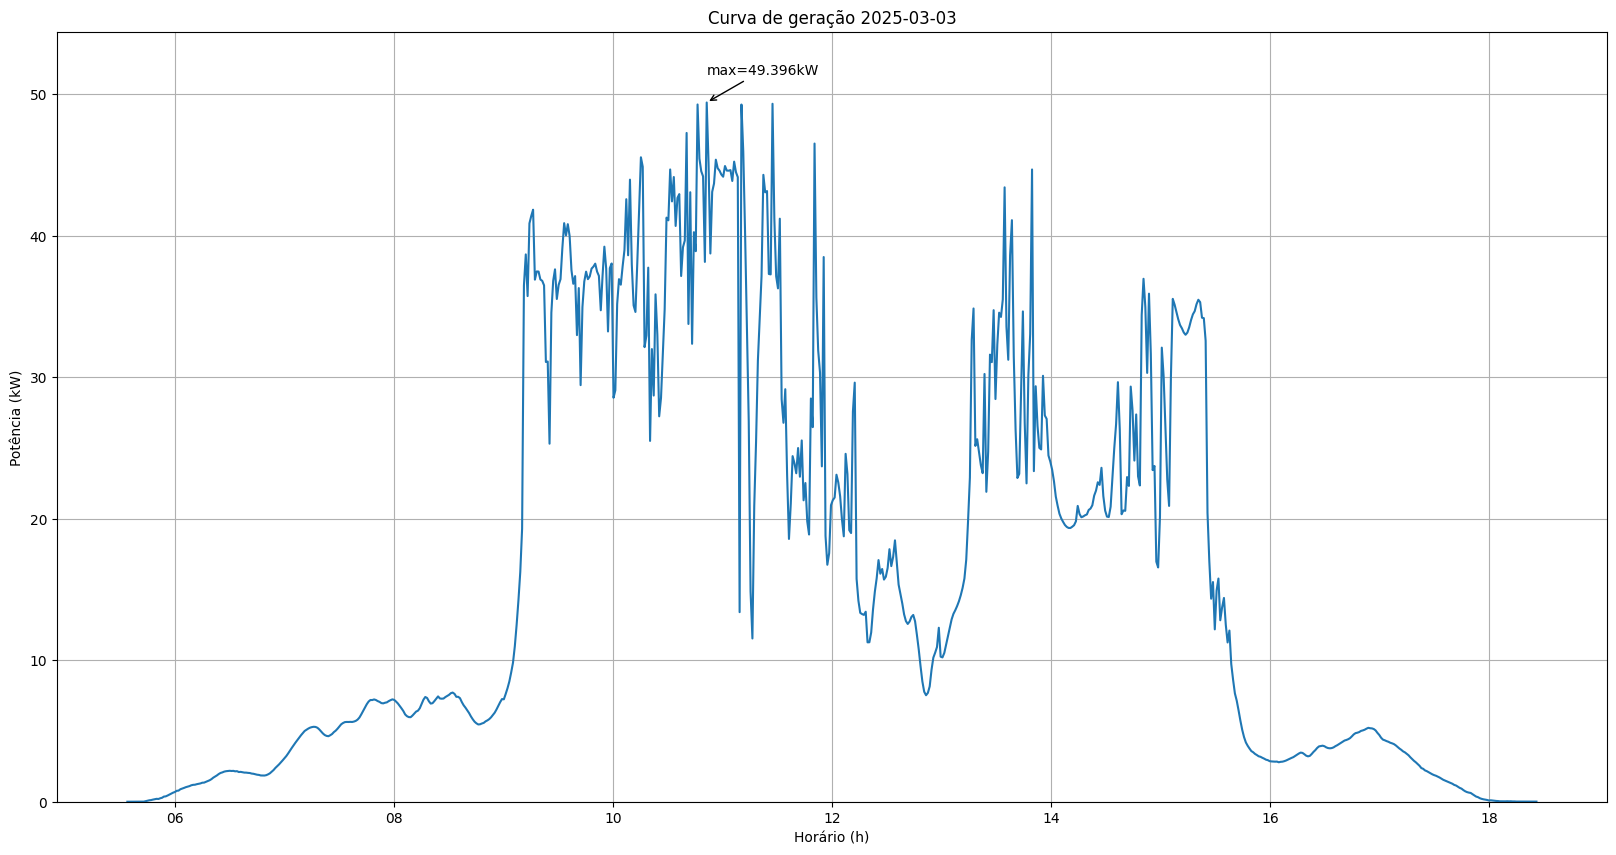 Curva de geração 2025-03-03
max=49.396kW
50
40
30
20
10
0
Potência (kW)
06 08 10 12 14 16 18
Horário (h)